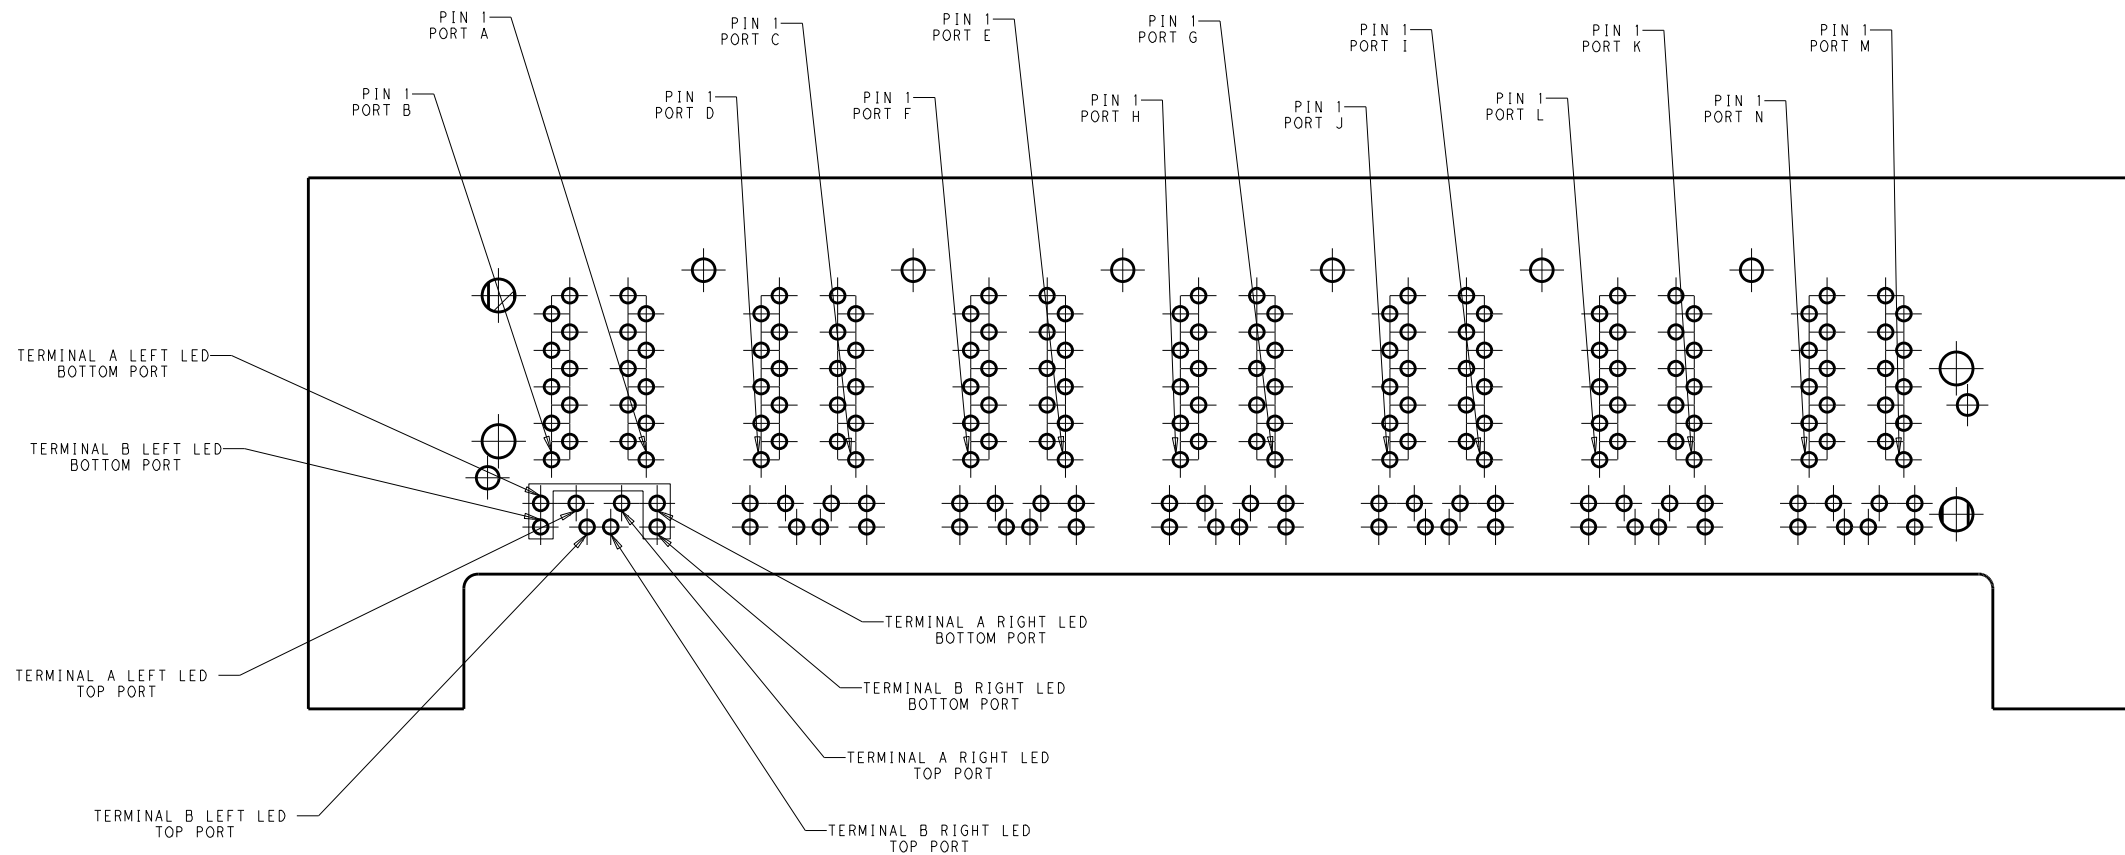 PIN 1
PORT A
PIN 1
PORT C
PIN 1
PORT E
PIN 1
PORT G
PIN 1
PORT I
PIN 1
PORT K
PIN 1
PORT M
PIN 1
PORT B
PIN 1
PORT D
PIN 1
PORT F
PIN 1
PORT H
PIN 1
PORT J
PIN 1
PORT L
PIN 1
PORT N
TERMINAL A LEFT LED
BOTTOM PORT
TERMINAL B LEFT LED
BOTTOM PORT
TERMINAL A RIGHT LED
BOTTOM PORT
TERMINAL A LEFT LED
TOP PORT
TERMINAL B RIGHT LED
BOTTOM PORT
TERMINAL A RIGHT LED
TOP PORT
TERMINAL B LEFT LED
TOP PORT
TERMINAL B RIGHT LED
TOP PORT